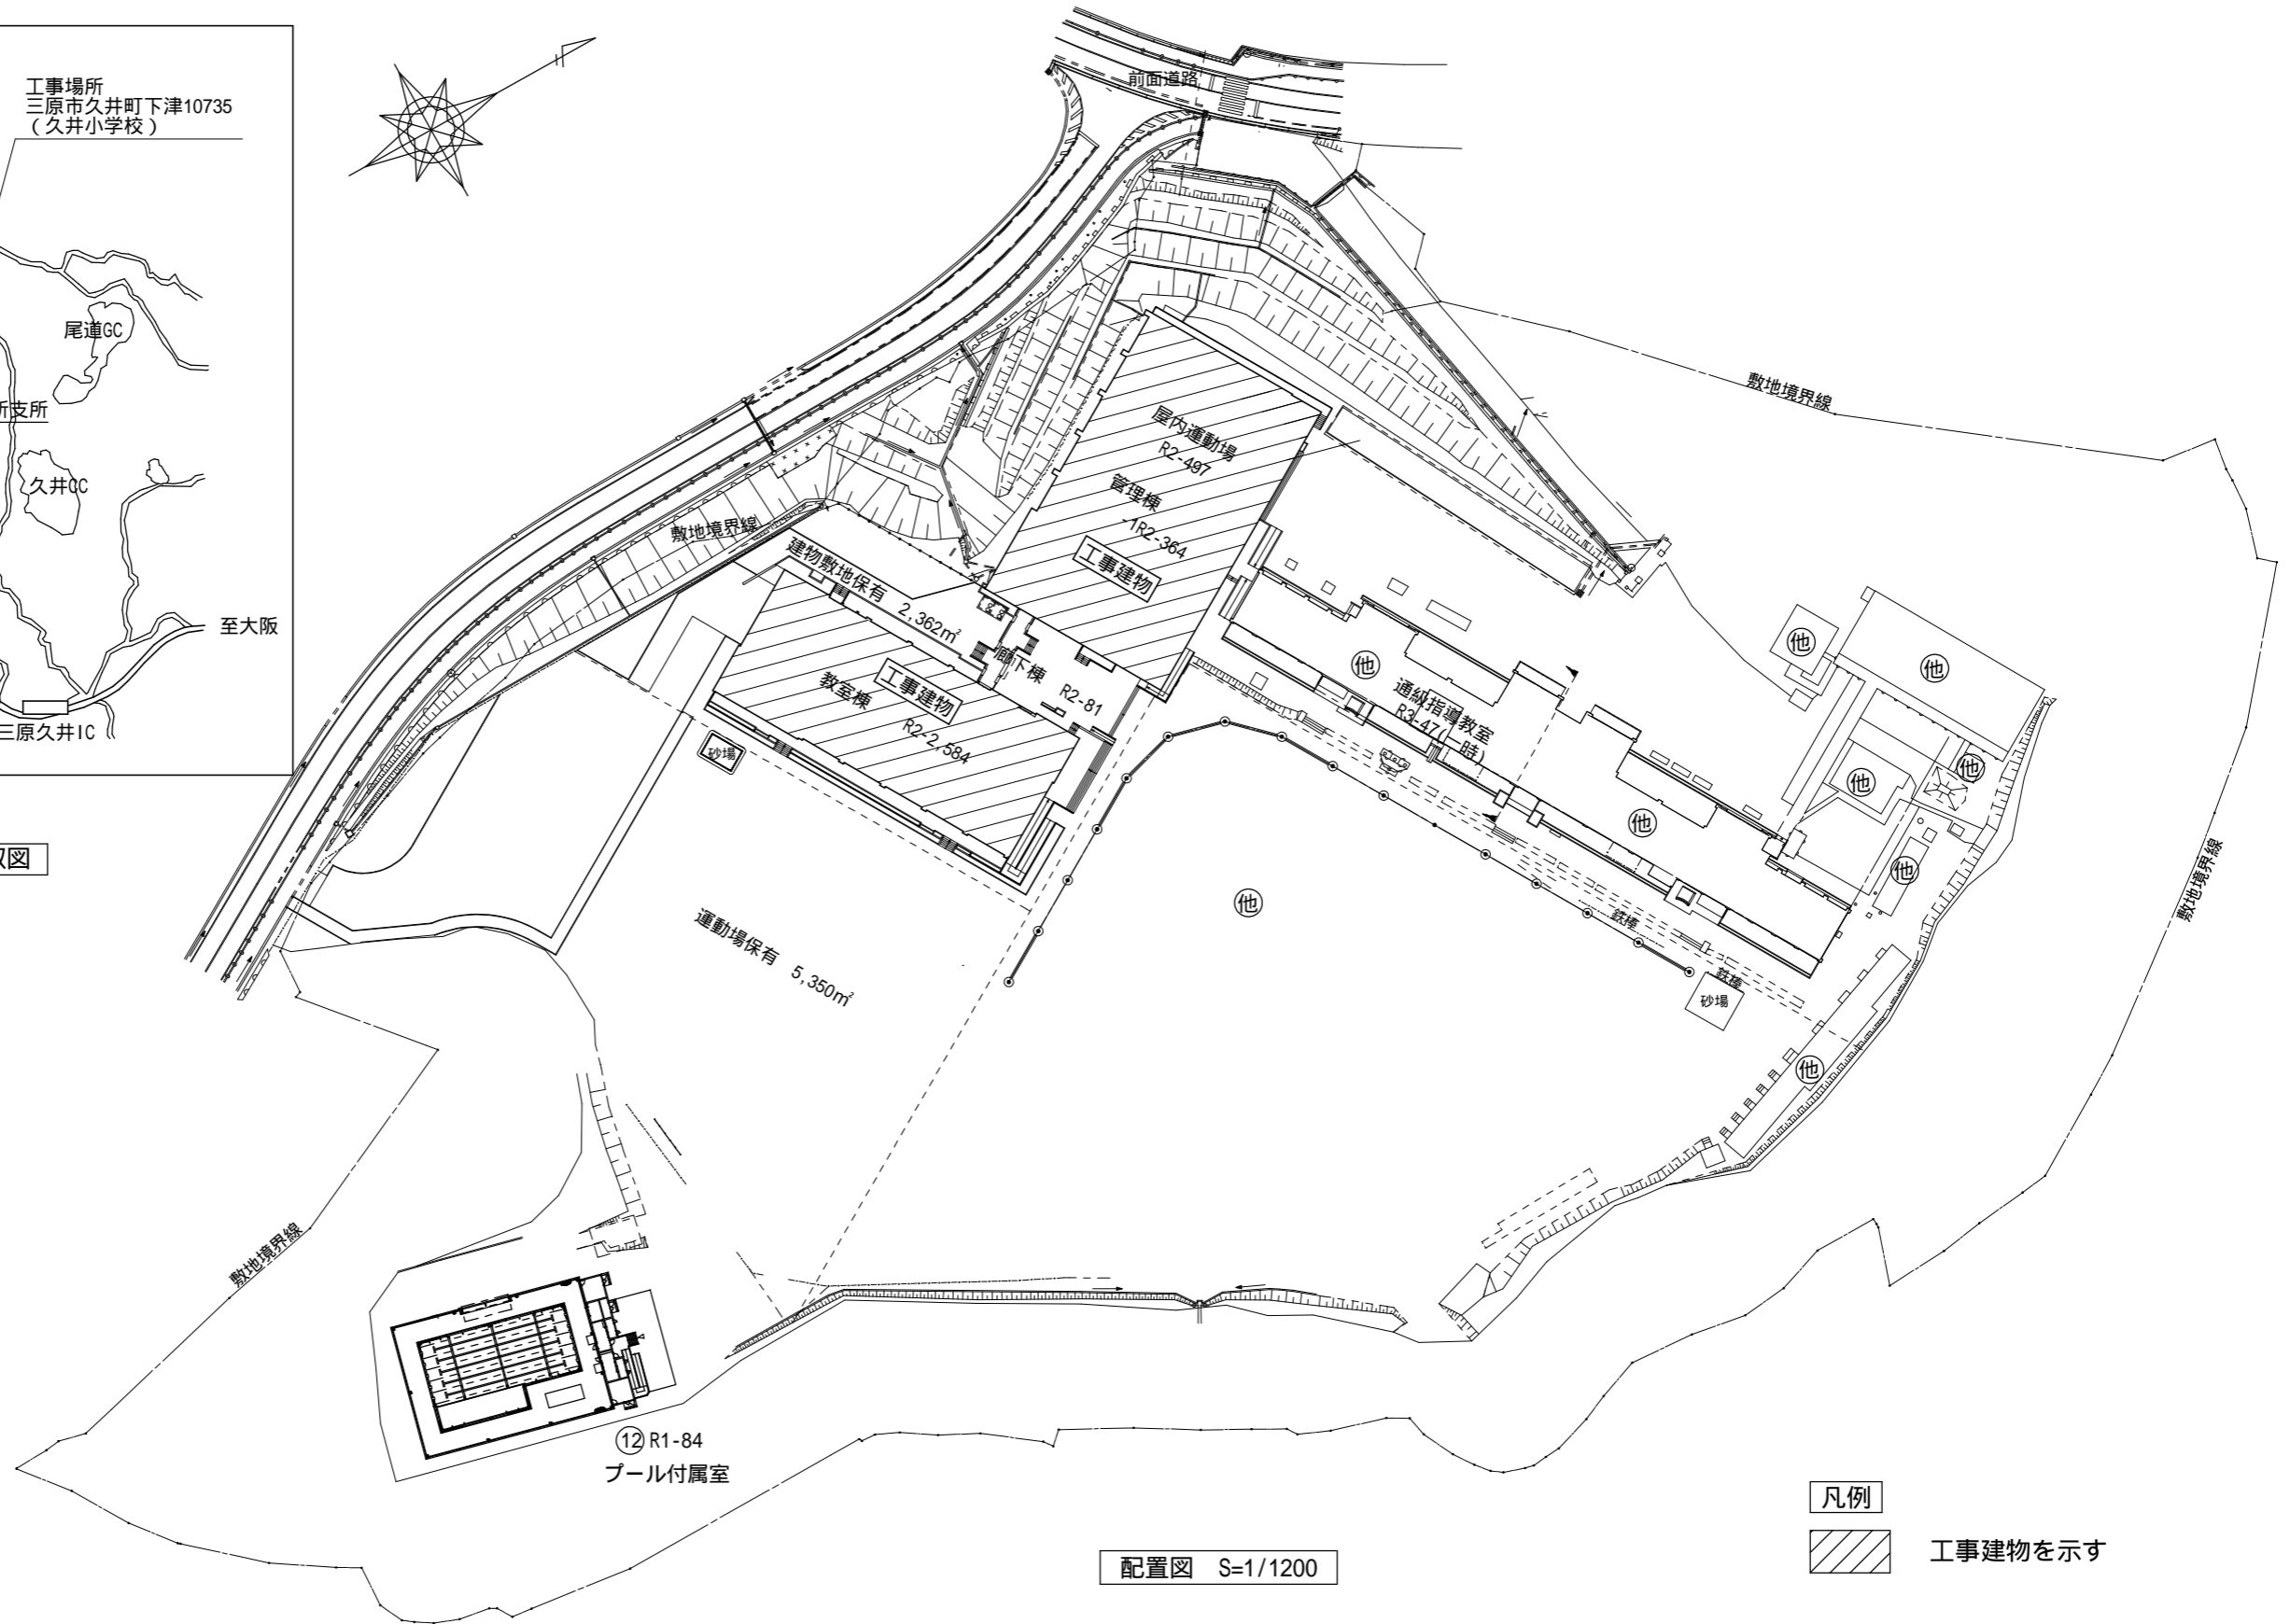 工事場所
三原市久井町下津10735
（久井小学校）
尾道GC
所支所
久井CC
至大阪
三原久井IC
取図
前面道路
敷地境界線
屋内運動場
R2-497
管理棟
-1R2-364
工事建物
敷地境界線
建物敷地保有 2,362㎡
廊下棟 R2-81
工事建物
教室棟 R2-2,584
砂場
他
通級指導教室
R3-47(一時)
他
他
他
他
他
他
他
他
運動場保有 5,350㎡
鉄棒
鉄棒
砂場
敷地境界線
敷地境界線
⑫ R1-84
プール付属室
配置図 S=1/1200
凡例
工事建物を示す